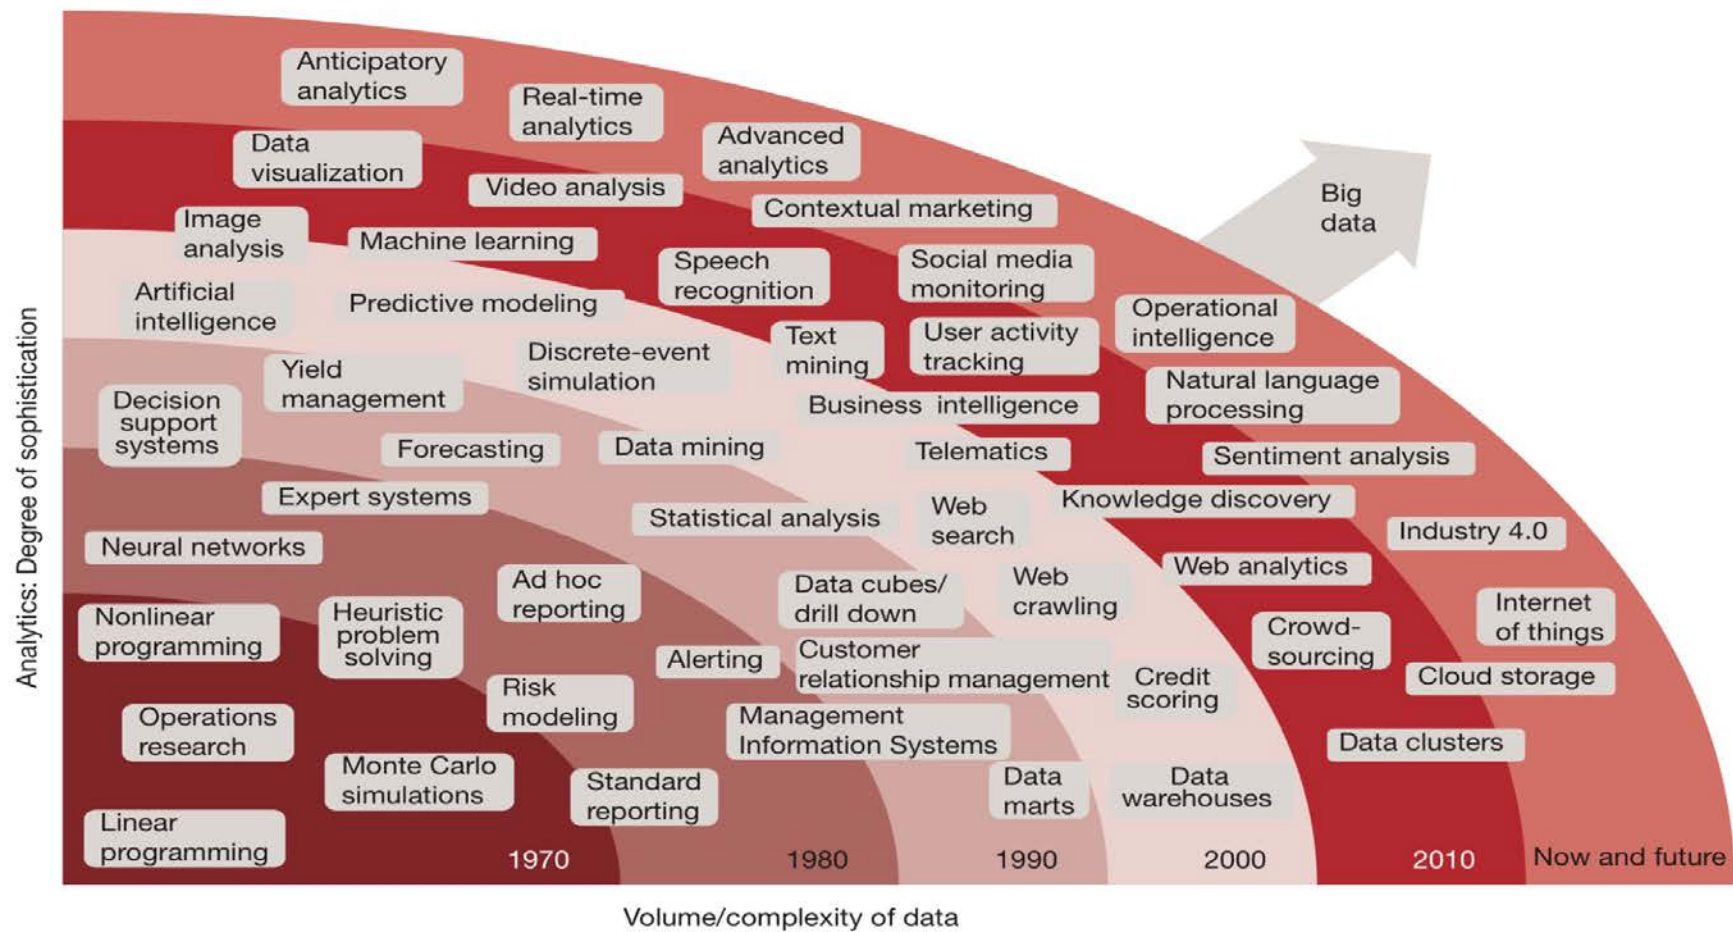 Anticipatory
analytics
Real-time
analytics
Advanced
analytics
Data
visualization
Video analysis
Contextual marketing
Big
data
Image
analysis
Machine learning
Speech
recognition
Social media
monitoring
Artificial
intelligence
Predictive modeling
Operational
intelligence
Text
mining
User activity
tracking
Discrete-event
simulation
Yield
management
Natural language
processing
Decision
support
systems
Business intelligence
Forecasting
Data mining
Telematics
Sentiment analysis
Expert systems
Statistical analysis
Web
search
Knowledge discovery
Industry 4.0
Neural networks
Ad hoc
reporting
Data cubes/
drill down
Web
crawling
Web analytics
Nonlinear
programming
Heuristic
problem
solving
Internet
of things
Alerting
Customer
relationship management
Crowd-
sourcing
Cloud storage
Risk
modeling
Credit
scoring
Operations
research
Management
Information Systems
Data clusters
Monte Carlo
simulations
Standard
reporting
Data
marts
Data
warehouses
Linear
programming
1970
1980
1990
2000
2010
Now and future
Analytics: Degree of sophistication
Volume/complexity of data